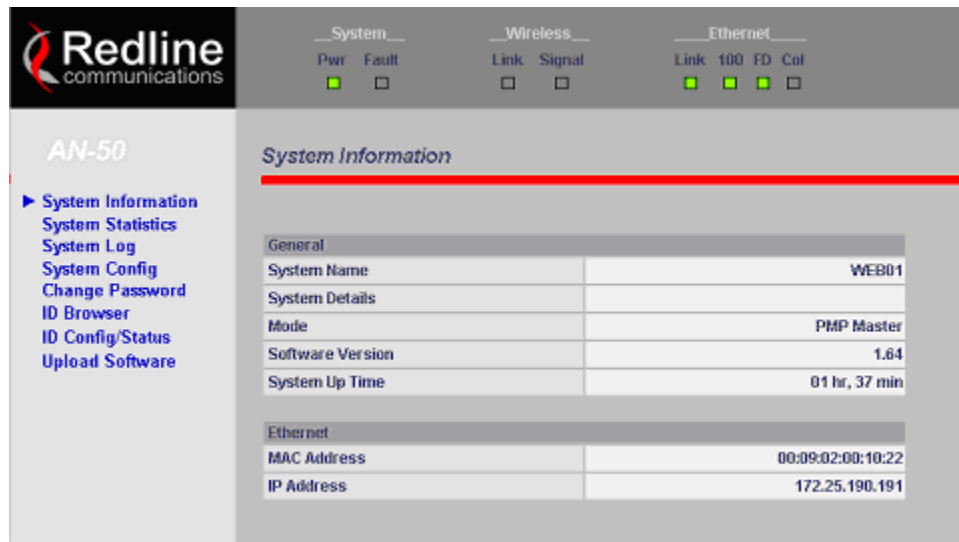 Redline
communications
__System__ __Wireless__ ____Ethernet____
Pwr Fault Link Signal Link 100 FD Col
AN-50
System Information
System Statistics
System Log
System Config
Change Password
ID Browser
ID Config/Status
Upload Software
System Information
General
System Name WEB01
System Details
Mode PMP Master
Software Version 1.64
System Up Time 01 hr, 37 min
Ethernet
MAC Address 00:09:02:00:10:22
IP Address 172.25.190.191